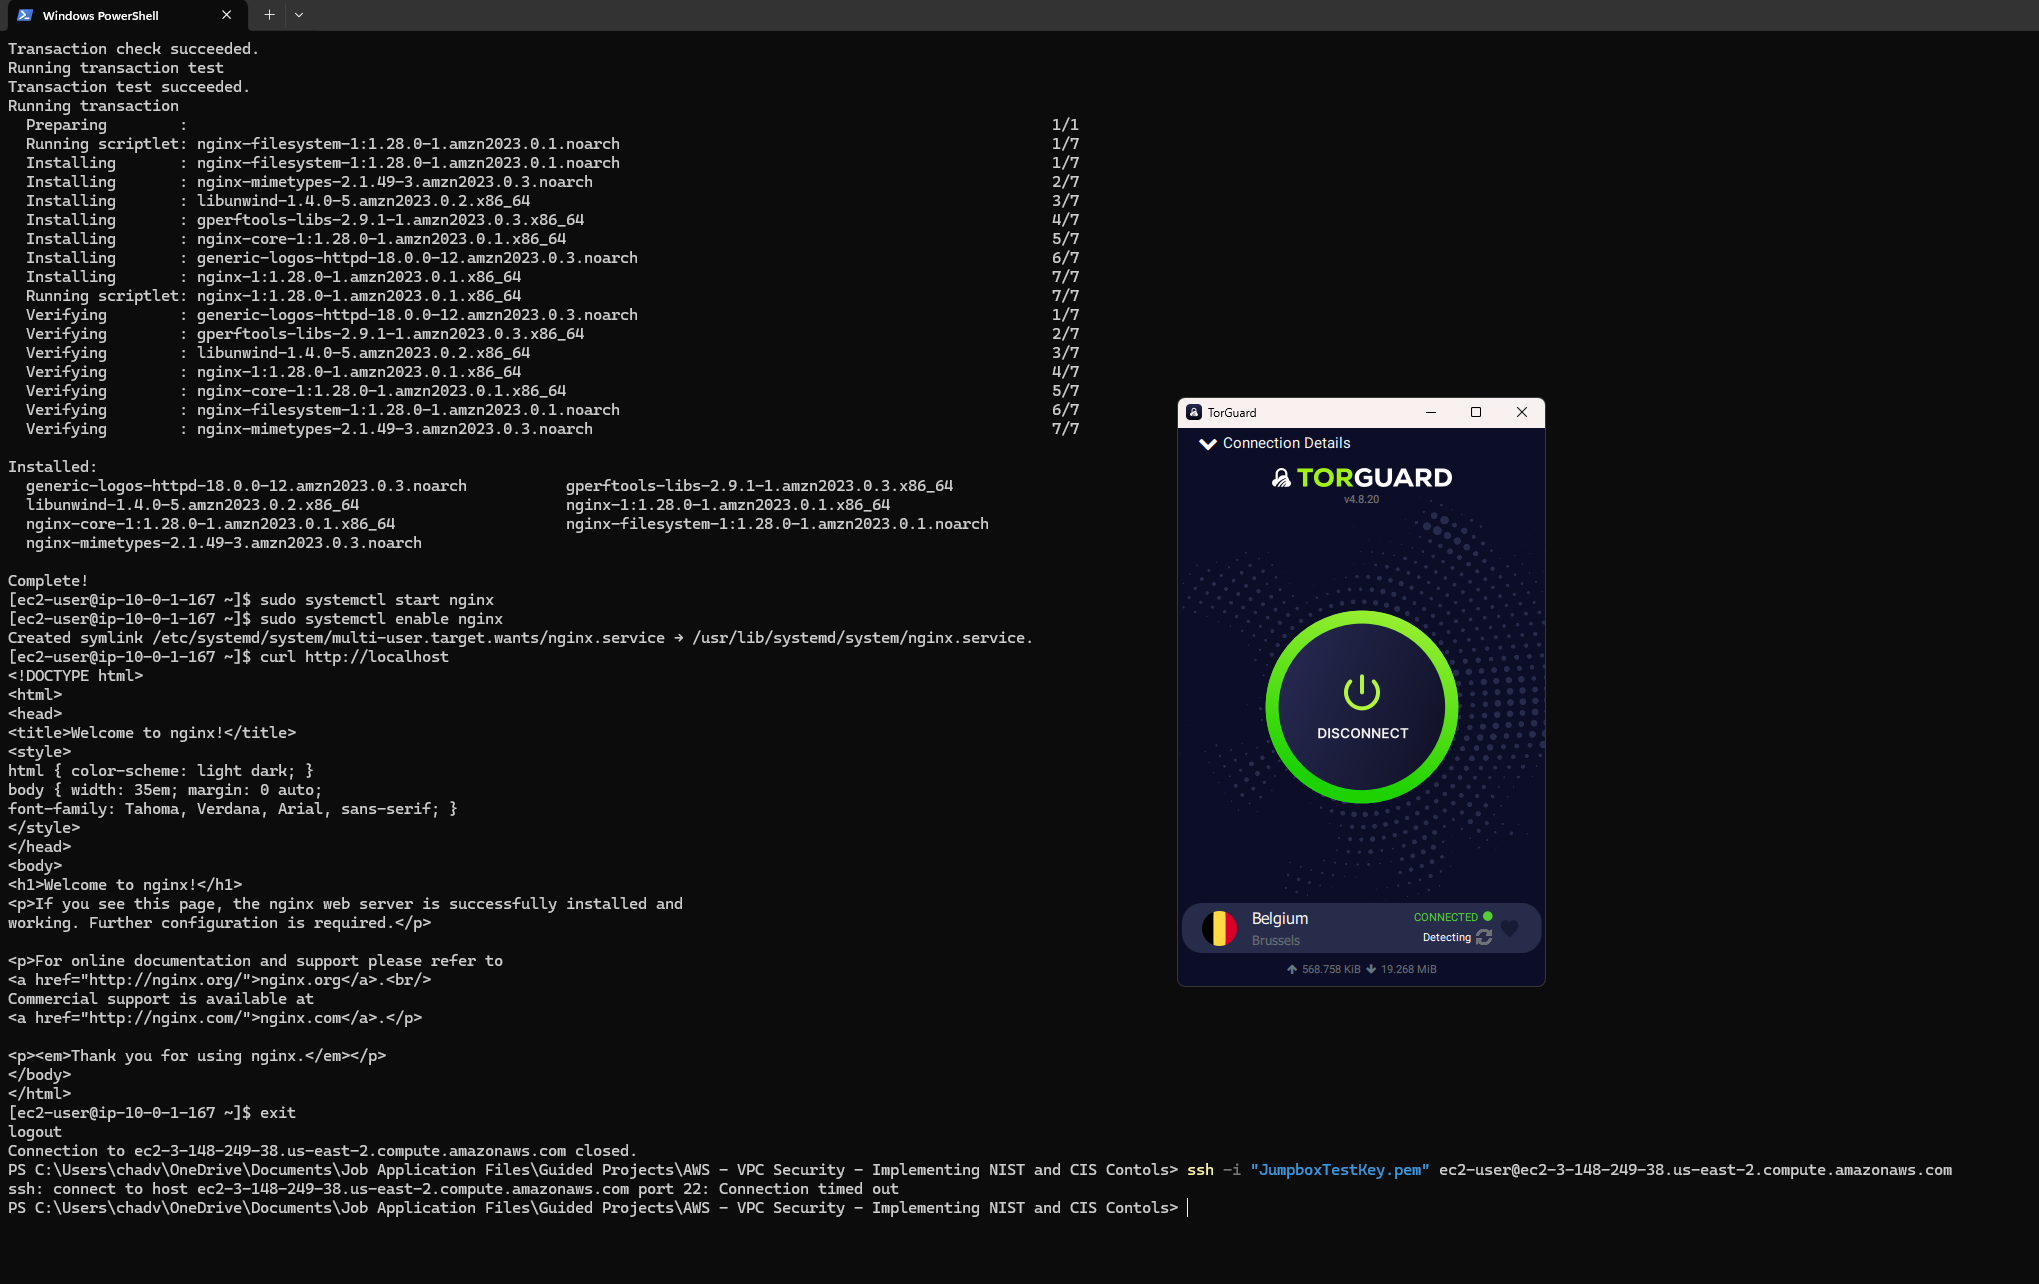 Windows PowerShell
Transaction check succeeded.
Running transaction test
Transaction test succeeded.
Running transaction
  Preparing        :                                                                                                1/1
  Running scriptlet: nginx-filesystem-1:1.28.0-1.amzn2023.0.1.noarch                                                1/7
  Installing       : nginx-filesystem-1:1.28.0-1.amzn2023.0.1.noarch                                                1/7
  Installing       : nginx-mimetypes-2.1.49-3.amzn2023.0.3.noarch                                                   2/7
  Installing       : libunwind-1.4.0-5.amzn2023.0.2.x86_64                                                          3/7
  Installing       : gperftools-libs-2.9.1-1.amzn2023.0.3.x86_64                                                    4/7
  Installing       : nginx-core-1:1.28.0-1.amzn2023.0.1.x86_64                                                      5/7
  Installing       : generic-logos-httpd-18.0.0-12.amzn2023.0.3.noarch                                              6/7
  Installing       : nginx-1:1.28.0-1.amzn2023.0.1.x86_64                                                           7/7
  Running scriptlet: nginx-1:1.28.0-1.amzn2023.0.1.x86_64                                                           7/7
  Verifying        : generic-logos-httpd-18.0.0-12.amzn2023.0.3.noarch                                              1/7
  Verifying        : gperftools-libs-2.9.1-1.amzn2023.0.3.x86_64                                                    2/7
  Verifying        : libunwind-1.4.0-5.amzn2023.0.2.x86_64                                                          3/7
  Verifying        : nginx-1:1.28.0-1.amzn2023.0.1.x86_64                                                           4/7
  Verifying        : nginx-core-1:1.28.0-1.amzn2023.0.1.x86_64                                                      5/7
  Verifying        : nginx-filesystem-1:1.28.0-1.amzn2023.0.1.noarch                                                6/7
  Verifying        : nginx-mimetypes-2.1.49-3.amzn2023.0.3.noarch                                                   7/7
Installed:
  generic-logos-httpd-18.0.0-12.amzn2023.0.3.noarch           gperftools-libs-2.9.1-1.amzn2023.0.3.x86_64
  libunwind-1.4.0-5.amzn2023.0.2.x86_64                       nginx-1:1.28.0-1.amzn2023.0.1.x86_64
  nginx-core-1:1.28.0-1.amzn2023.0.1.x86_64                   nginx-filesystem-1:1.28.0-1.amzn2023.0.1.noarch
  nginx-mimetypes-2.1.49-3.amzn2023.0.3.noarch
Complete!
[ec2-user@ip-10-0-1-167 ~]$ sudo systemctl start nginx
[ec2-user@ip-10-0-1-167 ~]$ sudo systemctl enable nginx
Created symlink /etc/systemd/system/multi-user.target.wants/nginx.service → /usr/lib/systemd/system/nginx.service.
[ec2-user@ip-10-0-1-167 ~]$ curl http://localhost
<!DOCTYPE html>
<html>
<head>
<title>Welcome to nginx!</title>
<style>
html { color-scheme: light dark; }
body { width: 35em; margin: 0 auto;
font-family: Tahoma, Verdana, Arial, sans-serif; }
</style>
</head>
<body>
<h1>Welcome to nginx!</h1>
<p>If you see this page, the nginx web server is successfully installed and
working. Further configuration is required.</p>
<p>For online documentation and support please refer to
<a href="http://nginx.org/">nginx.org</a>.<br/>
Commercial support is available at
<a href="http://nginx.com/">nginx.com</a>.</p>
<p><em>Thank you for using nginx.</em></p>
</body>
</html>
[ec2-user@ip-10-0-1-167 ~]$ exit
logout
Connection to ec2-3-148-249-38.us-east-2.compute.amazonaws.com closed.
PS C:\Users\chadv\OneDrive\Documents\Job Application Files\Guided Projects\AWS - VPC Security - Implementing NIST and CIS Contols> ssh -i "JumpboxTestKey.pem" ec2-user@ec2-3-148-249-38.us-east-2.compute.amazonaws.com
ssh: connect to host ec2-3-148-249-38.us-east-2.compute.amazonaws.com port 22: Connection timed out
PS C:\Users\chadv\OneDrive\Documents\Job Application Files\Guided Projects\AWS - VPC Security - Implementing NIST and CIS Contols>
TorGuard
Connection Details
TORGUARD
v4.8.20
DISCONNECT
Belgium
CONNECTED
Brussels
Detecting
568.758 KiB 19.268 MiB